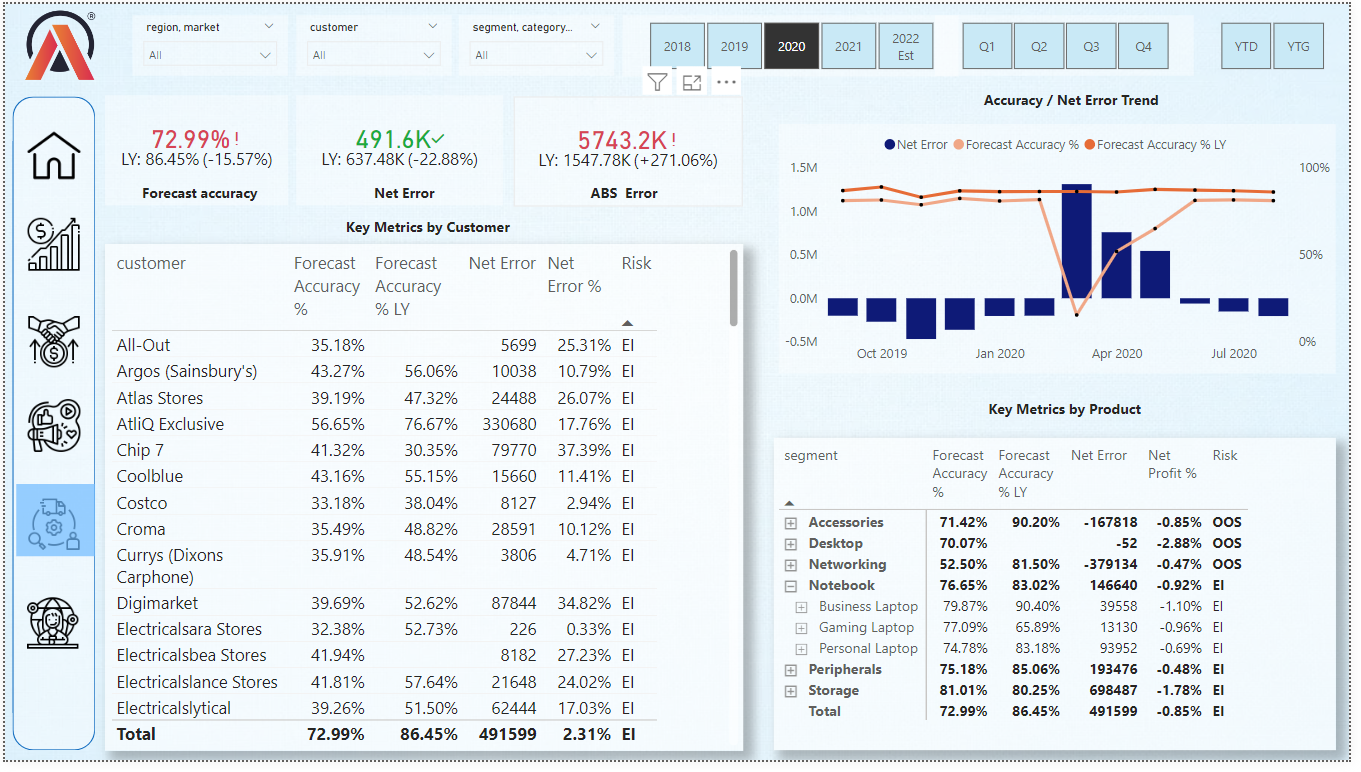 ®
region, market
All
customer
All
segment, category...
All
2018
2019
2020
2021
2022
Est
Q1
Q2
Q3
Q4
YTD
YTG
72.99%!
LY: 86.45% (-15.57%)
Forecast accuracy
491.6K✓
LY: 637.48K (-22.88%)
Net Error
5743.2K!
LY: 1547.78K (+271.06%)
ABS Error
Accuracy / Net Error Trend
Net Error Forecast Accuracy % Forecast Accuracy % LY
1.5M
1.0M
0.5M
0.0M
-0.5M
100%
50%
0%
Oct 2019 Jan 2020 Apr 2020 Jul 2020
Key Metrics by Customer
customer Forecast Accuracy % Forecast Accuracy % LY Net Error Net Error % Risk
All-Out 35.18% 5699 25.31% EI
Argos (Sainsbury's) 43.27% 56.06% 10038 10.79% EI
Atlas Stores 39.19% 47.32% 24488 26.07% EI
AtliQ Exclusive 56.65% 76.67% 330680 17.76% EI
Chip 7 41.32% 30.35% 79770 37.39% EI
Coolblue 43.16% 55.15% 15660 11.41% EI
Costco 33.18% 38.04% 8127 2.94% EI
Croma 35.49% 48.82% 28591 10.12% EI
Currys (Dixons 35.91% 48.54% 3806 4.71% EI
Carphone)
Digimarket 39.69% 52.62% 87844 34.82% EI
Electricalsara Stores 32.38% 52.73% 226 0.33% EI
Electricalsbea Stores 41.94% 8182 27.23% EI
Electricalslance Stores 41.81% 57.64% 21648 24.02% EI
Electricalslytical 39.26% 51.50% 62444 17.03% EI
Total 72.99% 86.45% 491599 2.31% EI
Key Metrics by Product
segment Forecast Accuracy % Forecast Accuracy % LY Net Error Net Profit % Risk
Accessories 71.42% 90.20% -167818 -0.85% OOS
Desktop 70.07% -52 -2.88% OOS
Networking 52.50% 81.50% -379134 -0.47% OOS
Notebook 76.65% 83.02% 146640 -0.92% EI
Business Laptop 79.87% 90.40% 39558 -1.10% EI
Gaming Laptop 77.09% 65.89% 13130 -0.96% EI
Personal Laptop 74.78% 83.18% 93952 -0.69% EI
Peripherals 75.18% 85.06% 193476 -0.48% EI
Storage 81.01% 80.25% 698487 -1.78% EI
Total 72.99% 86.45% 491599 -0.85% EI